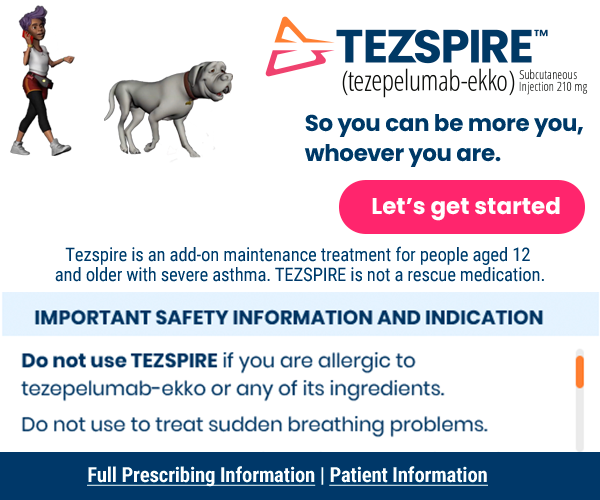 TEZSPIRE™
(tezepelumab-ekko) Subcutaneous
Injection 210 mg
So you can be more you,
whoever you are.
Let's get started
Tezspire is an add-on maintenance treatment for people aged 12
and older with severe asthma. TEZSPIRE is not a rescue medication.
IMPORTANT SAFETY INFORMATION AND INDICATION
Do not use TEZSPIRE if you are allergic to
tezepelumab-ekko or any of its ingredients.
Do not use to treat sudden breathing problems.
Full Prescribing Information | Patient Information